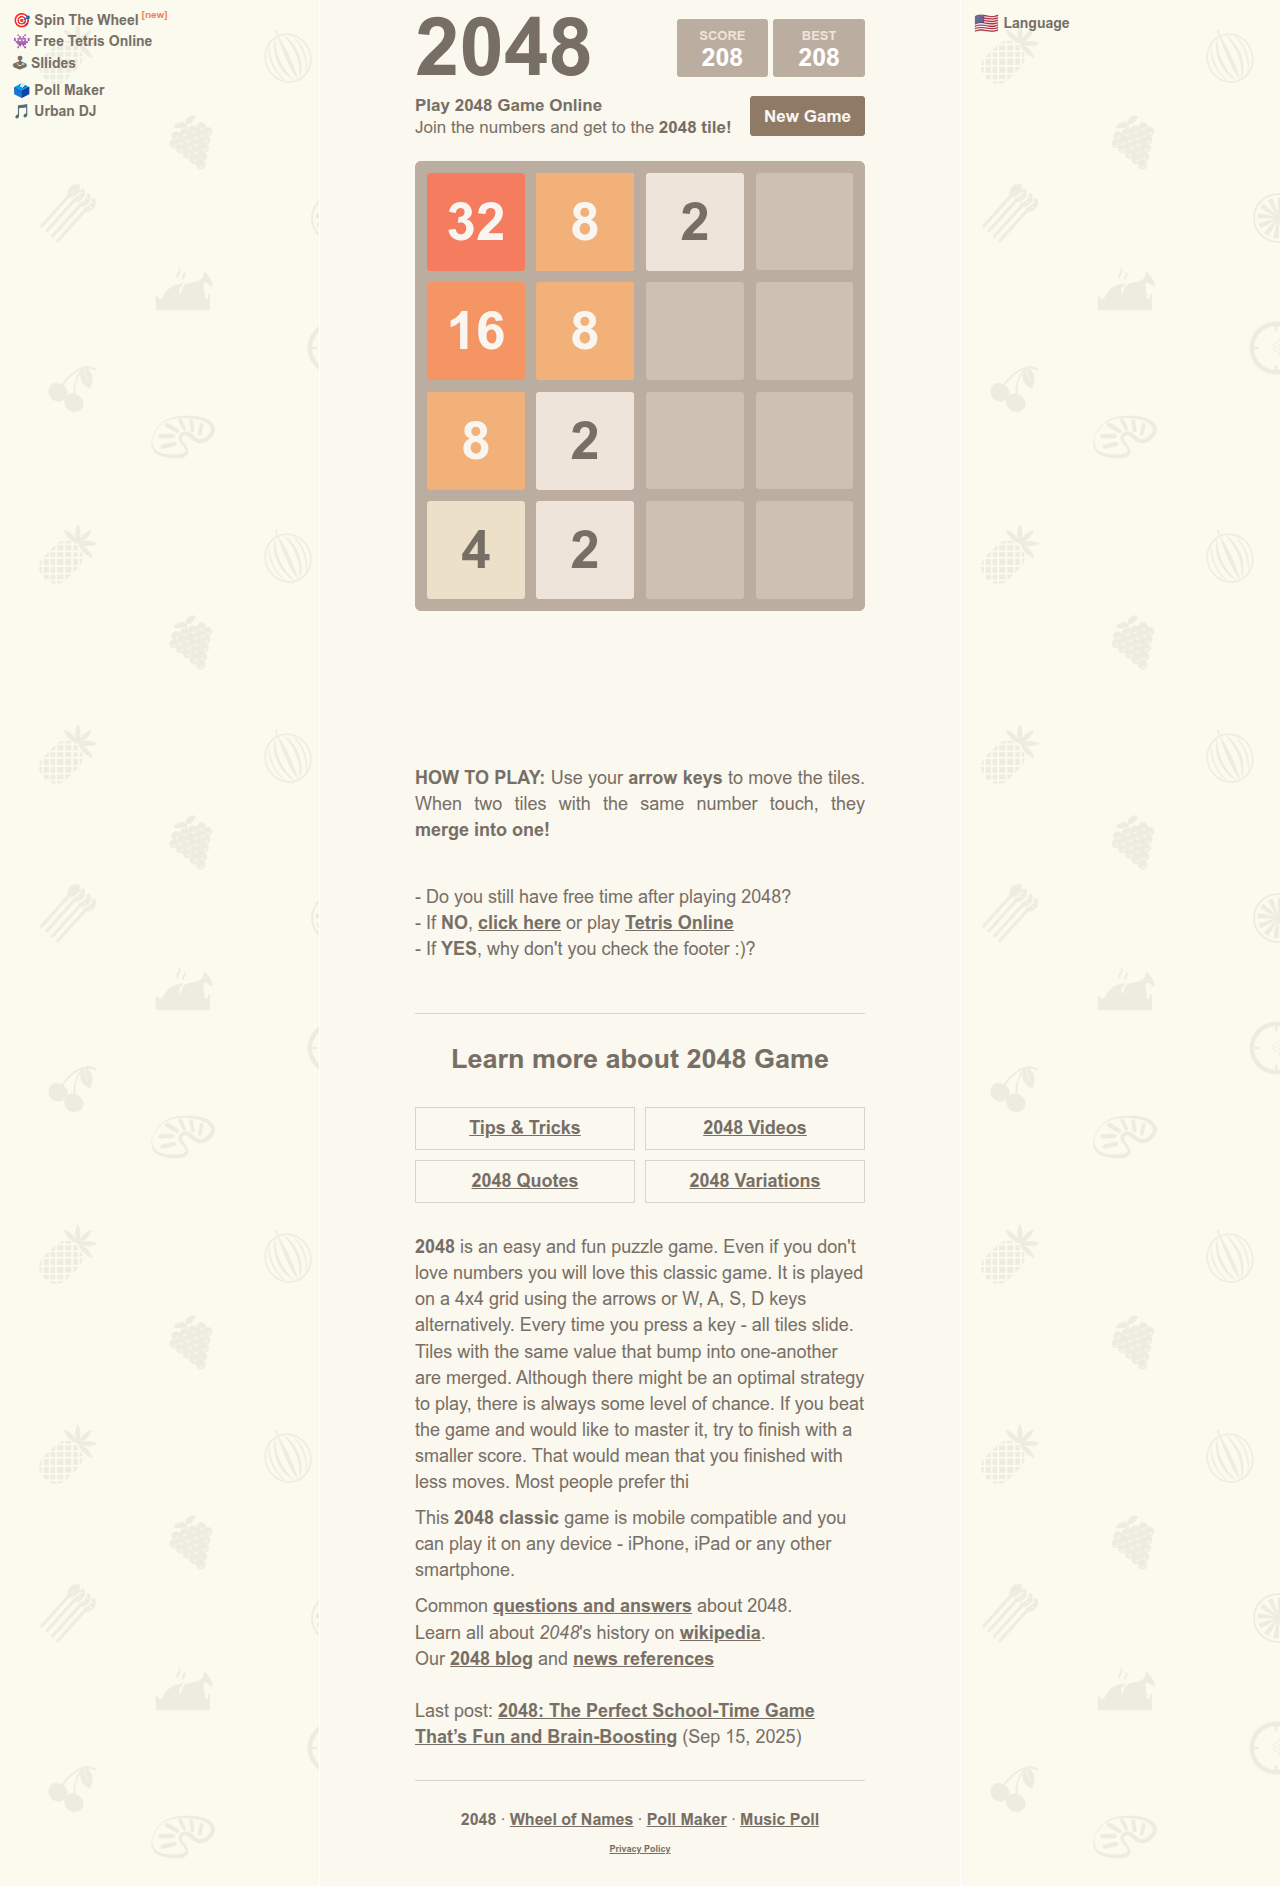 🎯 Spin The Wheel [new]
👾 Free Tetris Online
🕹 Sllides
🗳 Poll Maker
🎵 Urban DJ
🇺🇸 Language
2048
SCORE
208
BEST
208
Play 2048 Game Online
Join the numbers and get to the 2048 tile!
New Game
32 8 2
16 8
8 2
4 2
HOW TO PLAY: Use your arrow keys to move the tiles.
When two tiles with the same number touch, they
merge into one!
- Do you still have free time after playing 2048?
- If NO, click here or play Tetris Online
- If YES, why don't you check the footer :)?
Learn more about 2048 Game
Tips & Tricks
2048 Videos
2048 Quotes
2048 Variations
2048 is an easy and fun puzzle game. Even if you don't
love numbers you will love this classic game. It is played
on a 4x4 grid using the arrows or W, A, S, D keys
alternatively. Every time you press a key - all tiles slide.
Tiles with the same value that bump into one-another
are merged. Although there might be an optimal strategy
to play, there is always some level of chance. If you beat
the game and would like to master it, try to finish with a
smaller score. That would mean that you finished with
less moves. Most people prefer thi
This 2048 classic game is mobile compatible and you
can play it on any device - iPhone, iPad or any other
smartphone.
Common questions and answers about 2048.
Learn all about 2048's history on wikipedia.
Our 2048 blog and news references
Last post: 2048: The Perfect School-Time Game
That’s Fun and Brain-Boosting (Sep 15, 2025)
2048 · Wheel of Names · Poll Maker · Music Poll
Privacy Policy